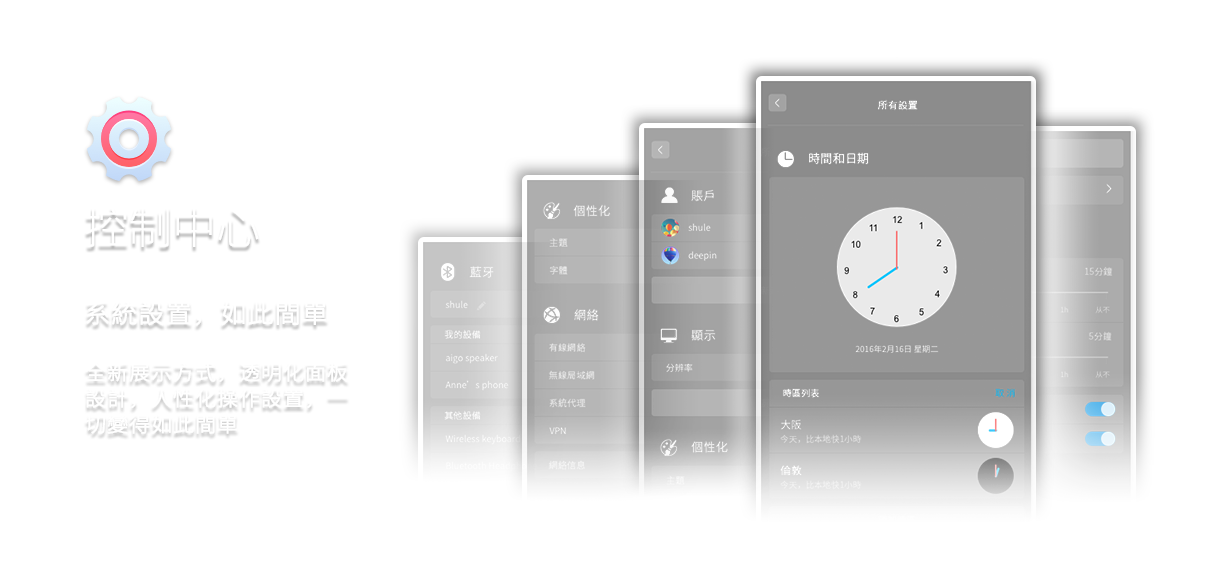 控制中心
系統設置，如此簡單
全新展示方式，透明化面板
設計，人性化操作設置，一
切變得如此簡單
藍牙
shule
我的設備
aigo speaker
Anne's phone
其他設備
Wireless keyboard
個性化
主題
字體
網絡
有線網絡
無線局域網
系統代理
VPN
網絡信息
賬戶
shule
deepin
顯示
分辨率
個性化
主題
所有設置
時間和日期
12
1
2
3
4
5
6
7
8
9
10
11
2016年2月16日 星期二
時區列表
大阪
今天，比本地快1小時
倫敦
今天，比本地快1小時
15分鐘
1h 从不
5分鐘
1h 从不